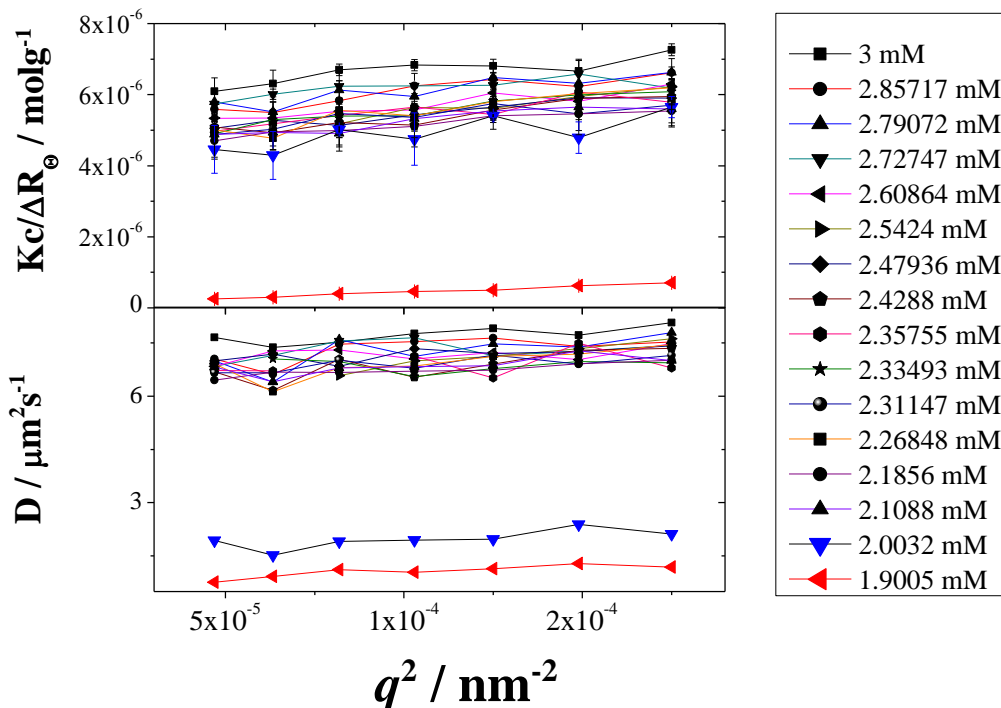 8x10⁻⁶
6x10⁻⁶
4x10⁻⁶
2x10⁻⁶
0
Kc/ΔR_Θ / molg⁻¹
6
3
D / μm²s⁻¹
5x10⁻⁵
1x10⁻⁴
2x10⁻⁴
q² / nm⁻²
3 mM
2.85717 mM
2.79072 mM
2.72747 mM
2.60864 mM
2.5424 mM
2.47936 mM
2.4288 mM
2.35755 mM
2.33493 mM
2.31147 mM
2.26848 mM
2.1856 mM
2.1088 mM
2.0032 mM
1.9005 mM